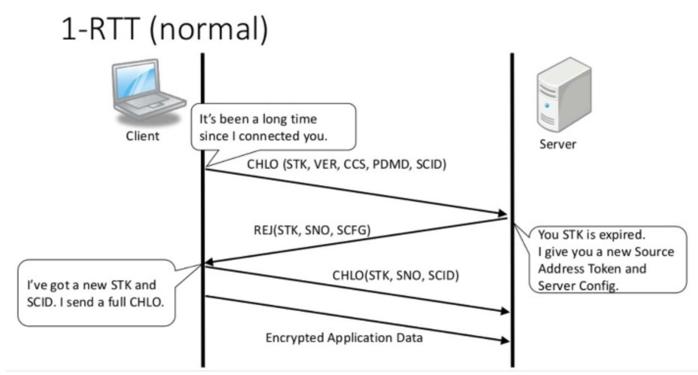 1-RTT (normal)
It's been a long time
since I connected you.
Client
Server
CHLO (STK, VER, CCS, PDMD, SCID)
REJ(STK, SNO, SCFG)
You STK is expired.
I give you a new Source
Address Token and
Server Config.
I've got a new STK and
SCID. I send a full CHLO.
CHLO(STK, SNO, SCID)
Encrypted Application Data